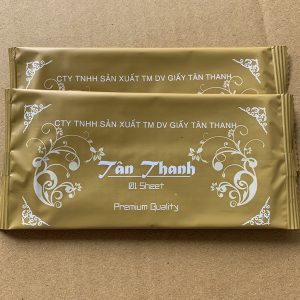 CTY TNHH SẢN XUẤT TM DV GIẤY TÂN THANH
CTY TNHH SẢN XUẤT TM DV GIẤY TÂN THANH
Tân Thanh
01 Sheet
Premium Quality